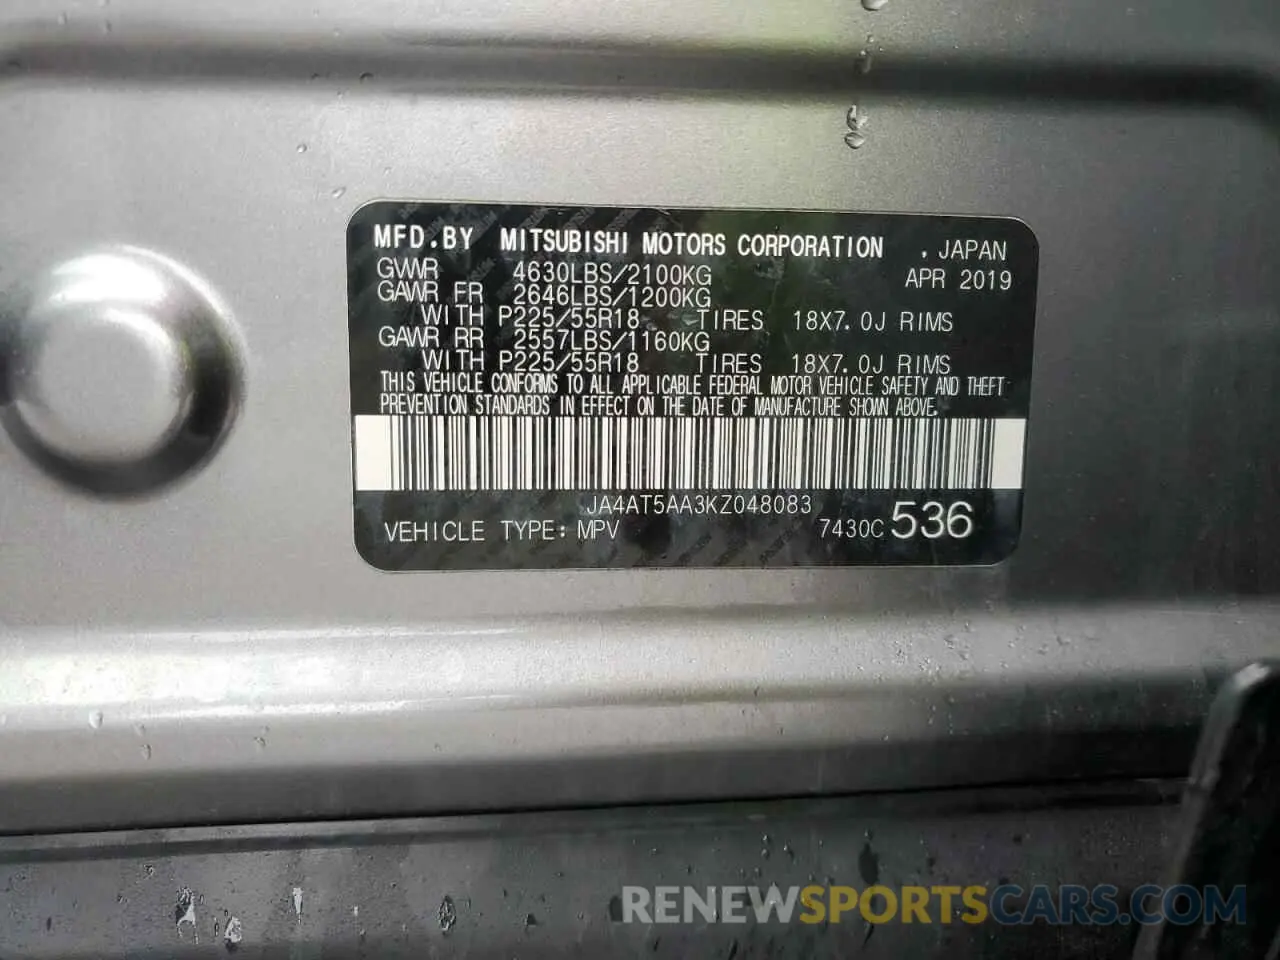 MFD.BY MITSUBISHI MOTORS CORPORATION . JAPAN
GVWR 4630LBS/2100KG APR 2019
GAWR FR 2646LBS/1200KG
WITH P225/55R18 TIRES 18X7.0J RIMS
GAWR RR 2557LBS/1160KG
WITH P225/55R18 TIRES 18X7.0J RIMS
THIS VEHICLE CONFORMS TO ALL APPLICABLE FEDERAL MOTOR VEHICLE SAFETY AND THEFT
PREVENTION STANDARDS IN EFFECT ON THE DATE OF MANUFACTURE SHOWN ABOVE.
JA4AT5AA3KZ048083
VEHICLE TYPE:MPV 7430C 536
RENEWSPORTSCARS.COM